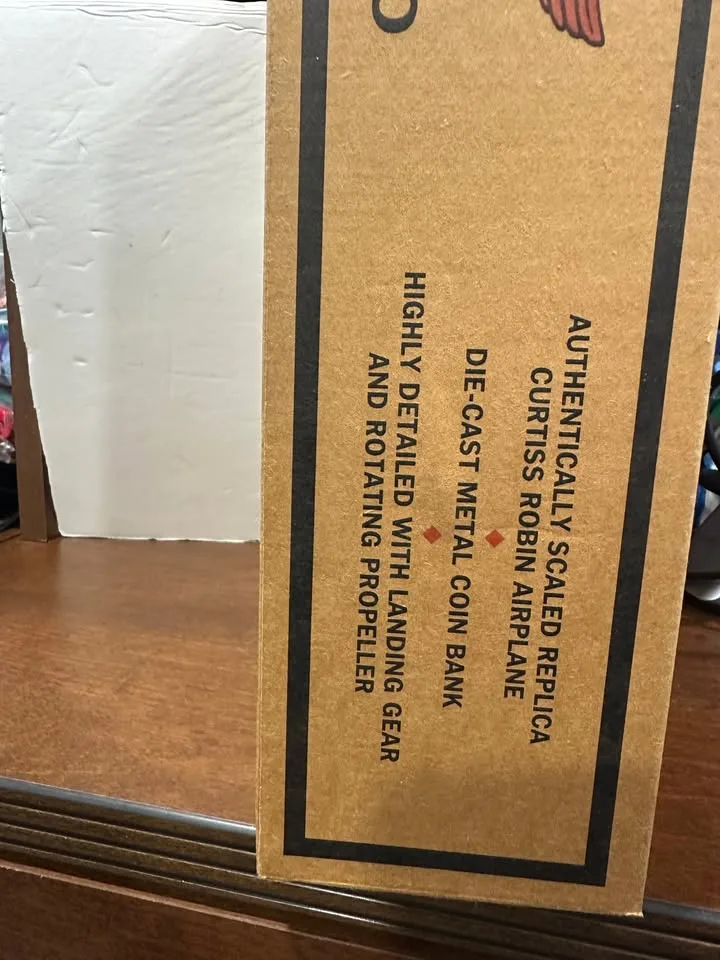 AUTHENTICALLY SCALED REPLICA
CURTISS ROBIN AIRPLANE
DIE-CAST METAL COIN BANK
HIGHLY DETAILED WITH LANDING GEAR
AND ROTATING PROPELLER